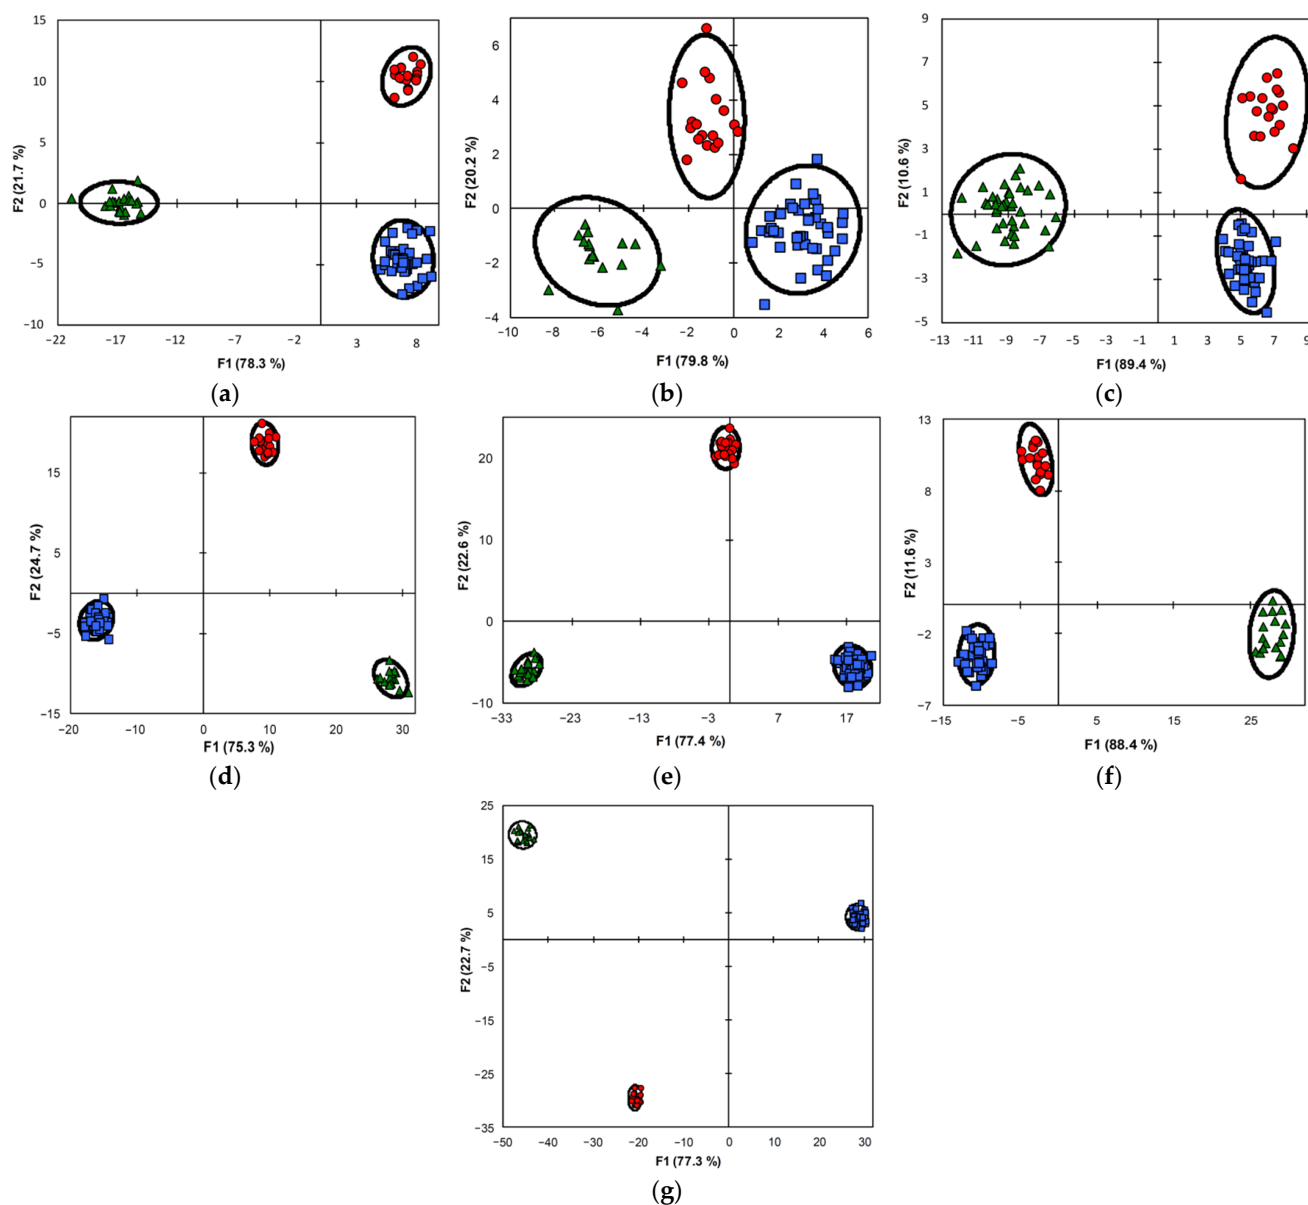 15
10
5
0
−5
−10
F2 (21.7 %)
−22 −17 −12 −7 −2 3 8
F1 (78.3 %)
(a)
6
4
2
0
−2
−4
F2 (20.2 %)
−10 −8 −6 −4 −2 0 2 4 6
F1 (79.8 %)
(b)
9
7
5
3
1
−1
−3
−5
F2 (10.6 %)
−13 −11 −9 −7 −5 −3 −1 1 3 5 7 9
F1 (89.4 %)
(c)
15
5
−5
−15
F2 (24.7 %)
−20 −10 0 10 20 30
F1 (75.3 %)
(d)
20
10
0
−10
F2 (22.6 %)
−33 −23 −13 −3 7 17
F1 (77.4 %)
(e)
13
8
3
−2
−7
F2 (11.6 %)
−15 −5 5 15 25
F1 (88.4 %)
(f)
25
15
5
−5
−15
−25
−35
F2 (22.7 %)
−50 −40 −30 −20 −10 0 10 20 30
F1 (77.3 %)
(g)